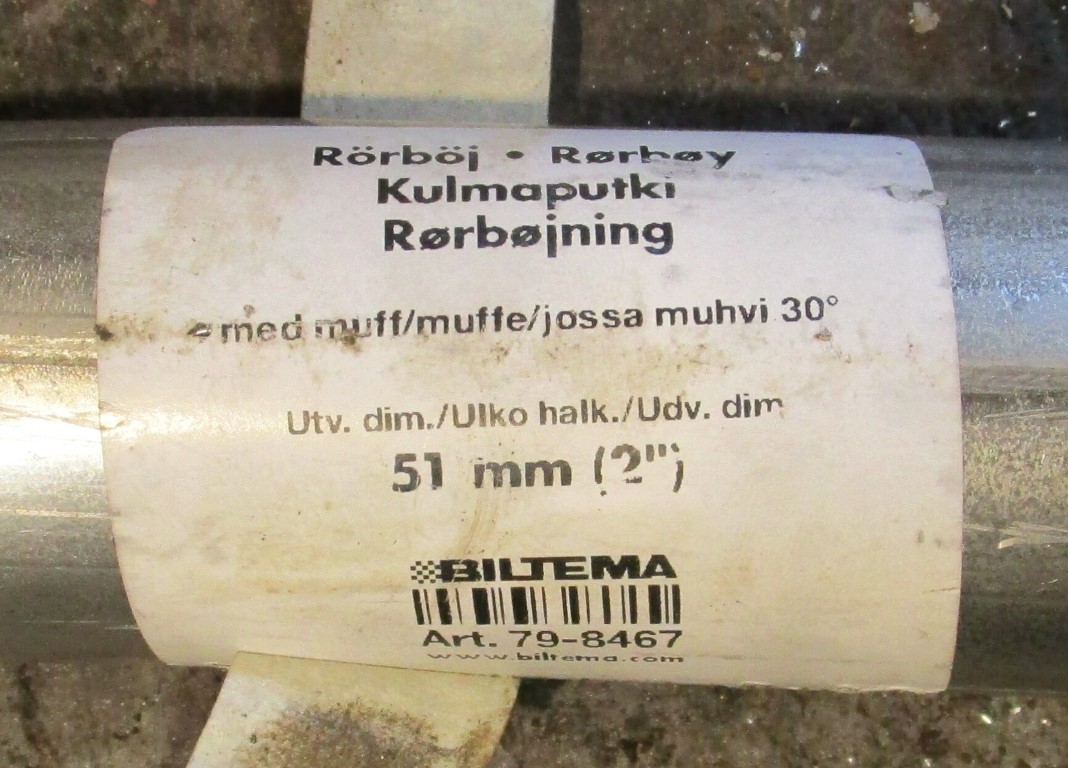 Rörböj • Rørbøy
Kulmaputki
Rørbøjning
med muff/muffe/jossa muhvi 30°
Utv. dim./Ulko halk./Udv. dim
51 mm (2")
BILTEMA
Art. 79-8467
www.biltema.com